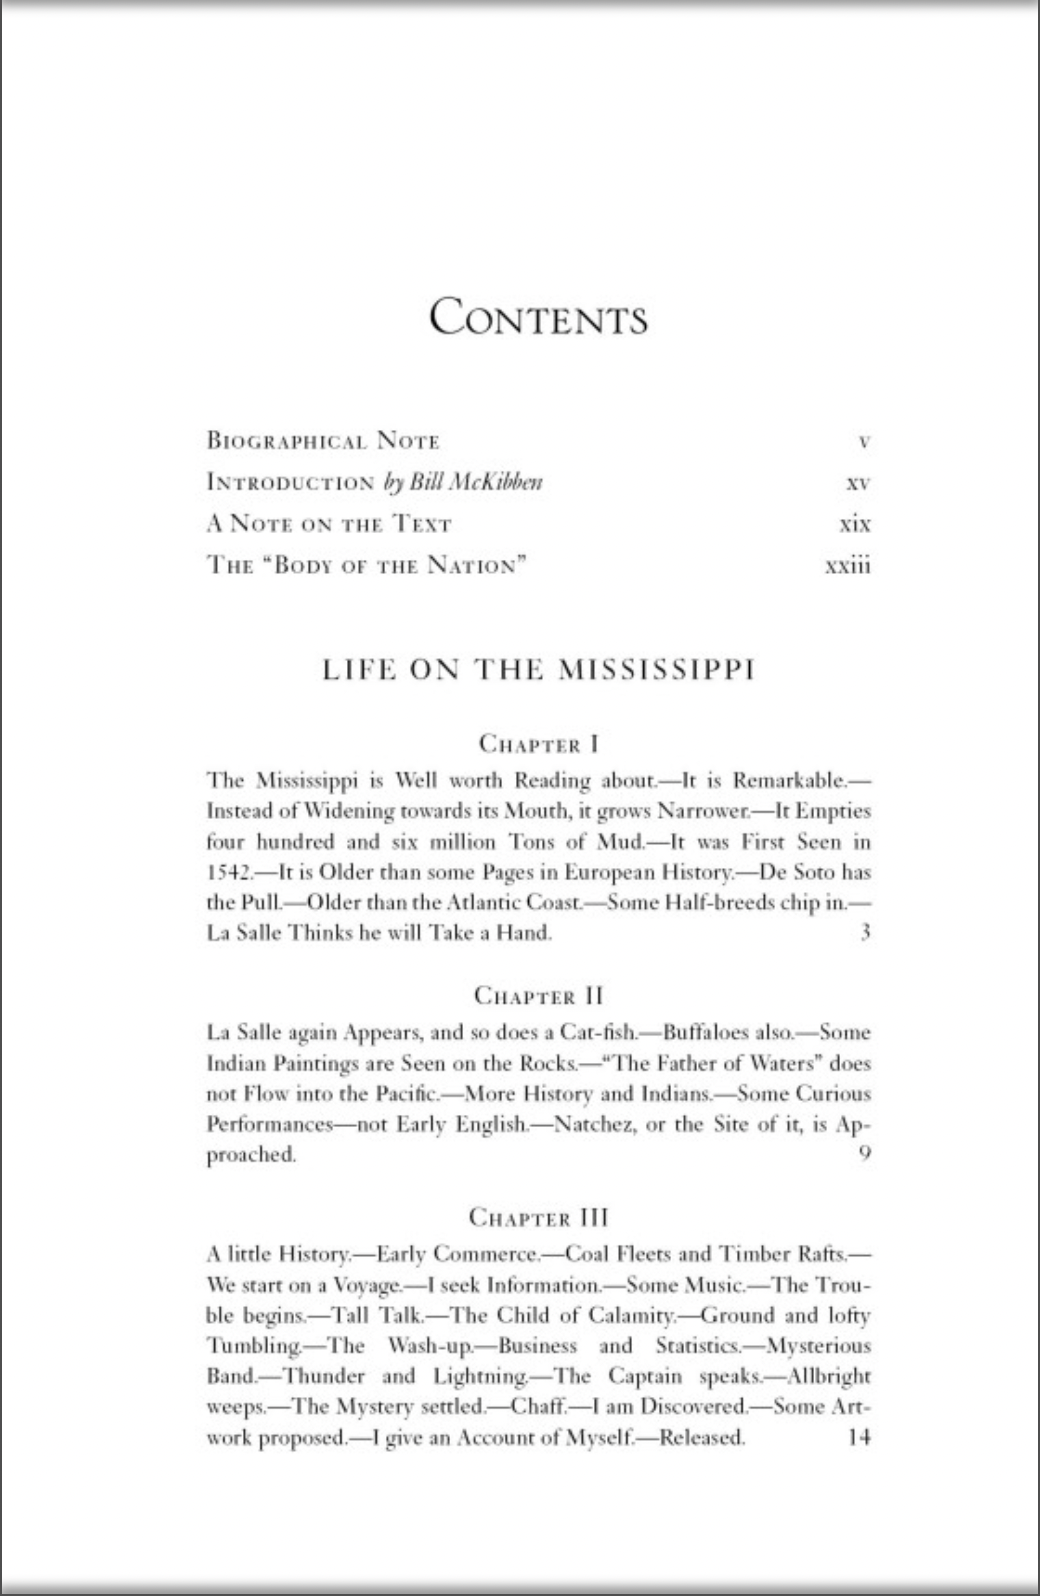 CONTENTS
BIOGRAPHICAL NOTE v
INTRODUCTION by Bill McKibben xv
A NOTE ON THE TEXT xix
THE “BODY OF THE NATION” xxiii
LIFE ON THE MISSISSIPPI
CHAPTER I
The Mississippi is Well worth Reading about.—It is Remarkable.—
Instead of Widening towards its Mouth, it grows Narrower.—It Empties
four hundred and six million Tons of Mud.—It was First Seen in
1542.—It is Older than some Pages in European History.—De Soto has
the Pull.—Older than the Atlantic Coast.—Some Half-breeds chip in.—
La Salle Thinks he will Take a Hand. 3
CHAPTER II
La Salle again Appears, and so does a Cat-fish.—Buffaloes also.—Some
Indian Paintings are Seen on the Rocks.—“The Father of Waters” does
not Flow into the Pacific.—More History and Indians.—Some Curious
Performances—not Early English.—Natchez, or the Site of it, is Ap-
proached. 9
CHAPTER III
A little History.—Early Commerce.—Coal Fleets and Timber Rafts.—
We start on a Voyage.—I seek Information.—Some Music.—The Trou-
ble begins.—Tall Talk.—The Child of Calamity.—Ground and lofty
Tumbling.—The Wash-up.—Business and Statistics.—Mysterious
Band.—Thunder and Lightning.—The Captain speaks.—Allbright
weeps.—The Mystery settled.—Chaff.—I am Discovered.—Some Art-
work proposed.—I give an Account of Myself.—Released. 14